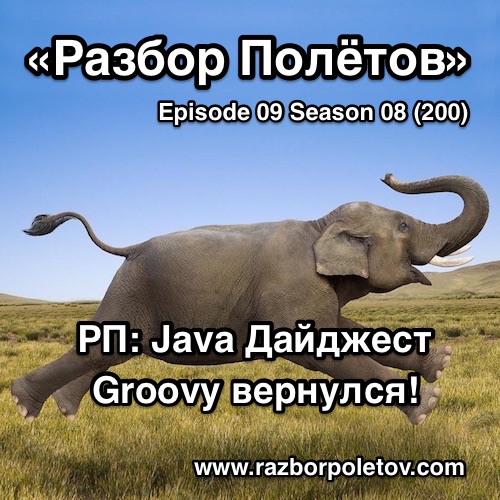 «Разбор Полётов»
Episode 09 Season 08 (200)
РП: Java Дайджест
Groovy вернулся!
www.razborpoletov.com